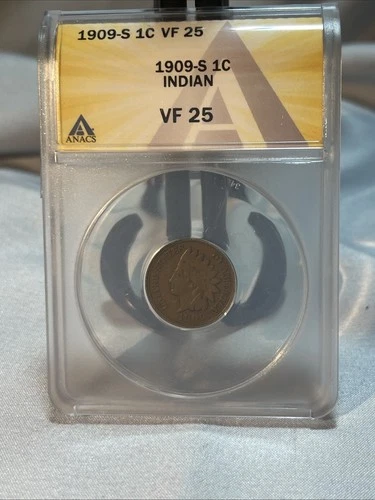 1909-S 1C VF 25
1909-S 1C
INDIAN
VF 25
ANACS